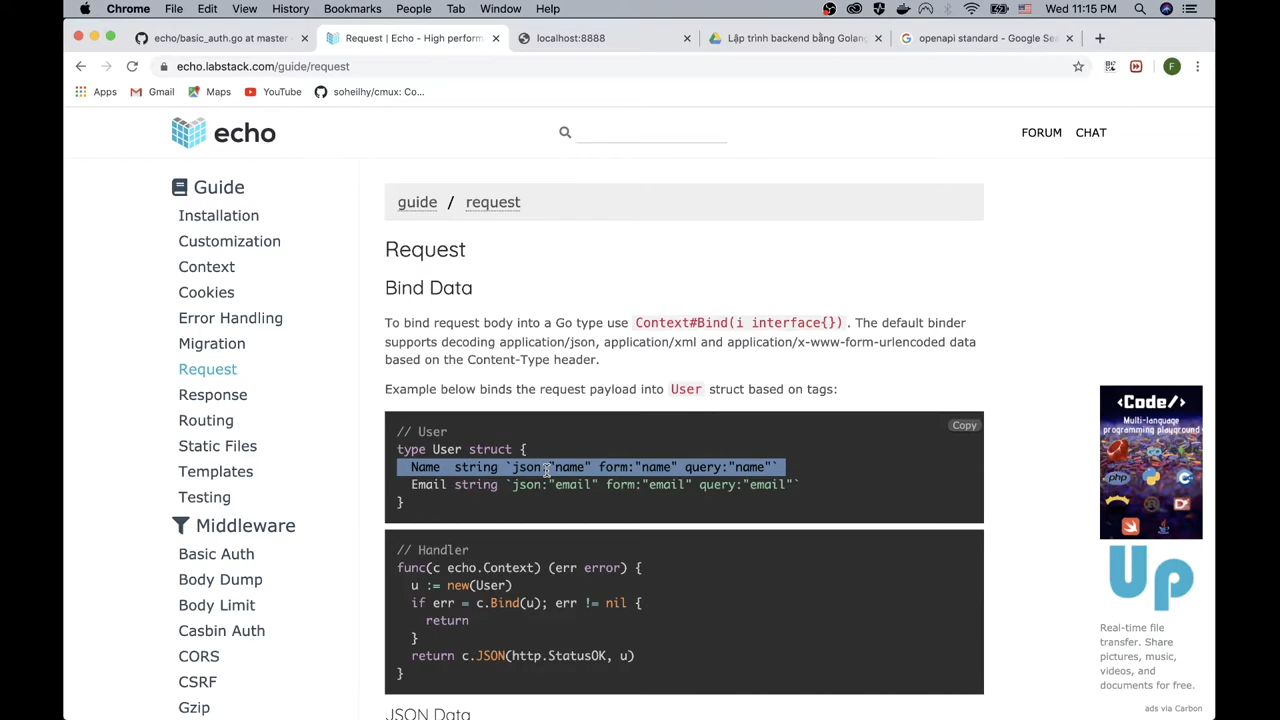 Chrome File Edit View History Bookmarks People Tab Window Help Wed 11:15 PM
echo/basic_auth.go at master Request | Echo - High perform localhost:8888 Lập trình backend bằng Golang openapi standard - Google Sea
echo.labstack.com/guide/request F
Apps Gmail Maps YouTube soheilhy/cmux: Co...
echo FORUM CHAT
Guide
Installation
Customization
Context
Cookies
Error Handling
Migration
Request
Response
Routing
Static Files
Templates
Testing
Middleware
Basic Auth
Body Dump
Body Limit
Casbin Auth
CORS
CSRF
Gzip
guide / request
Request
Bind Data
To bind request body into a Go type use Context#Bind(i interface{}). The default binder
supports decoding application/json, application/xml and application/x-www-form-urlencoded data
based on the Content-Type header.
Example below binds the request payload into User struct based on tags:
Copy
// User
type User struct {
Name string `json:"name" form:"name" query:"name"`
Email string `json:"email" form:"email" query:"email"`
}
// Handler
func(c echo.Context) (err error) {
u := new(User)
if err = c.Bind(u); err != nil {
return
}
return c.JSON(http.StatusOK, u)
}
JSON Data
<Code/>
Multi-language
programming playground
php
Up
Real-time file
transfer. Share
pictures, music,
videos, and
documents for free.
ads via Carbon